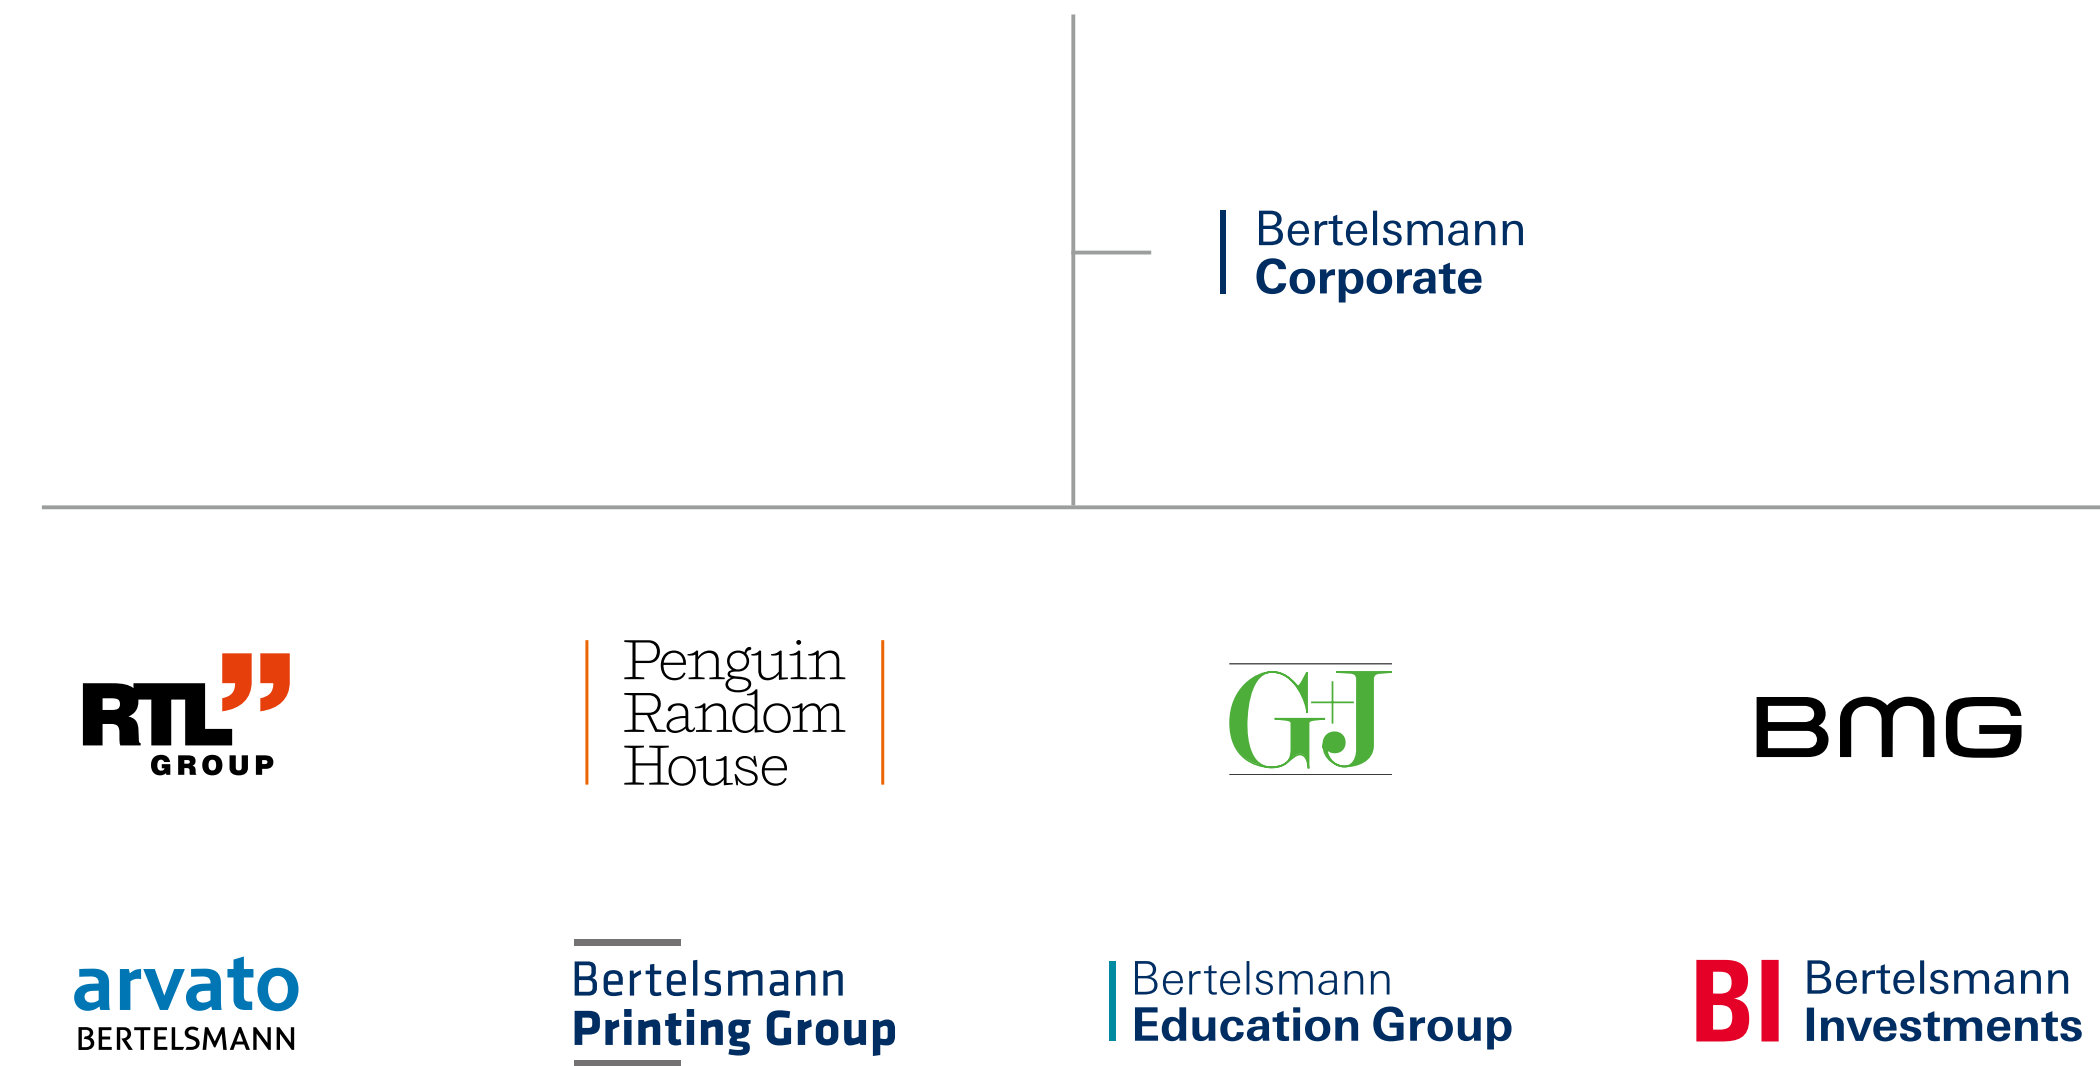 Bertelsmann
Corporate
RTL
GROUP
Penguin
Random
House
G+J
BMG
arvato
BERTELSMANN
Bertelsmann
Printing Group
Bertelsmann
Education Group
BI
Bertelsmann
Investments